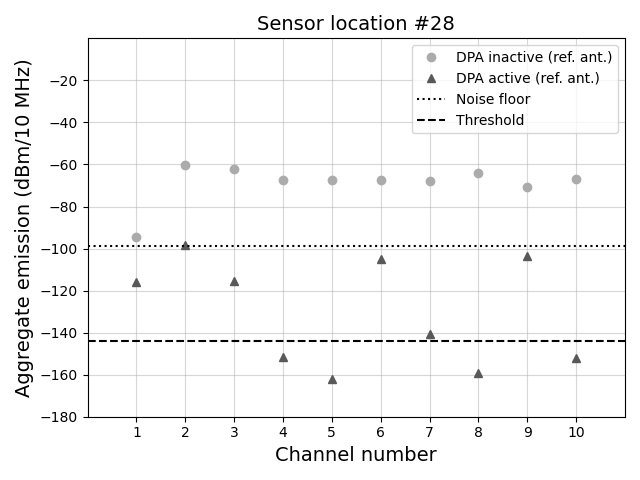 Sensor location #28
DPA inactive (ref. ant.)
DPA active (ref. ant.)
Noise floor
Threshold
Aggregate emission (dBm/10 MHz)
−20
−40
−60
−80
−100
−120
−140
−160
−180
1 2 3 4 5 6 7 8 9 10
Channel number